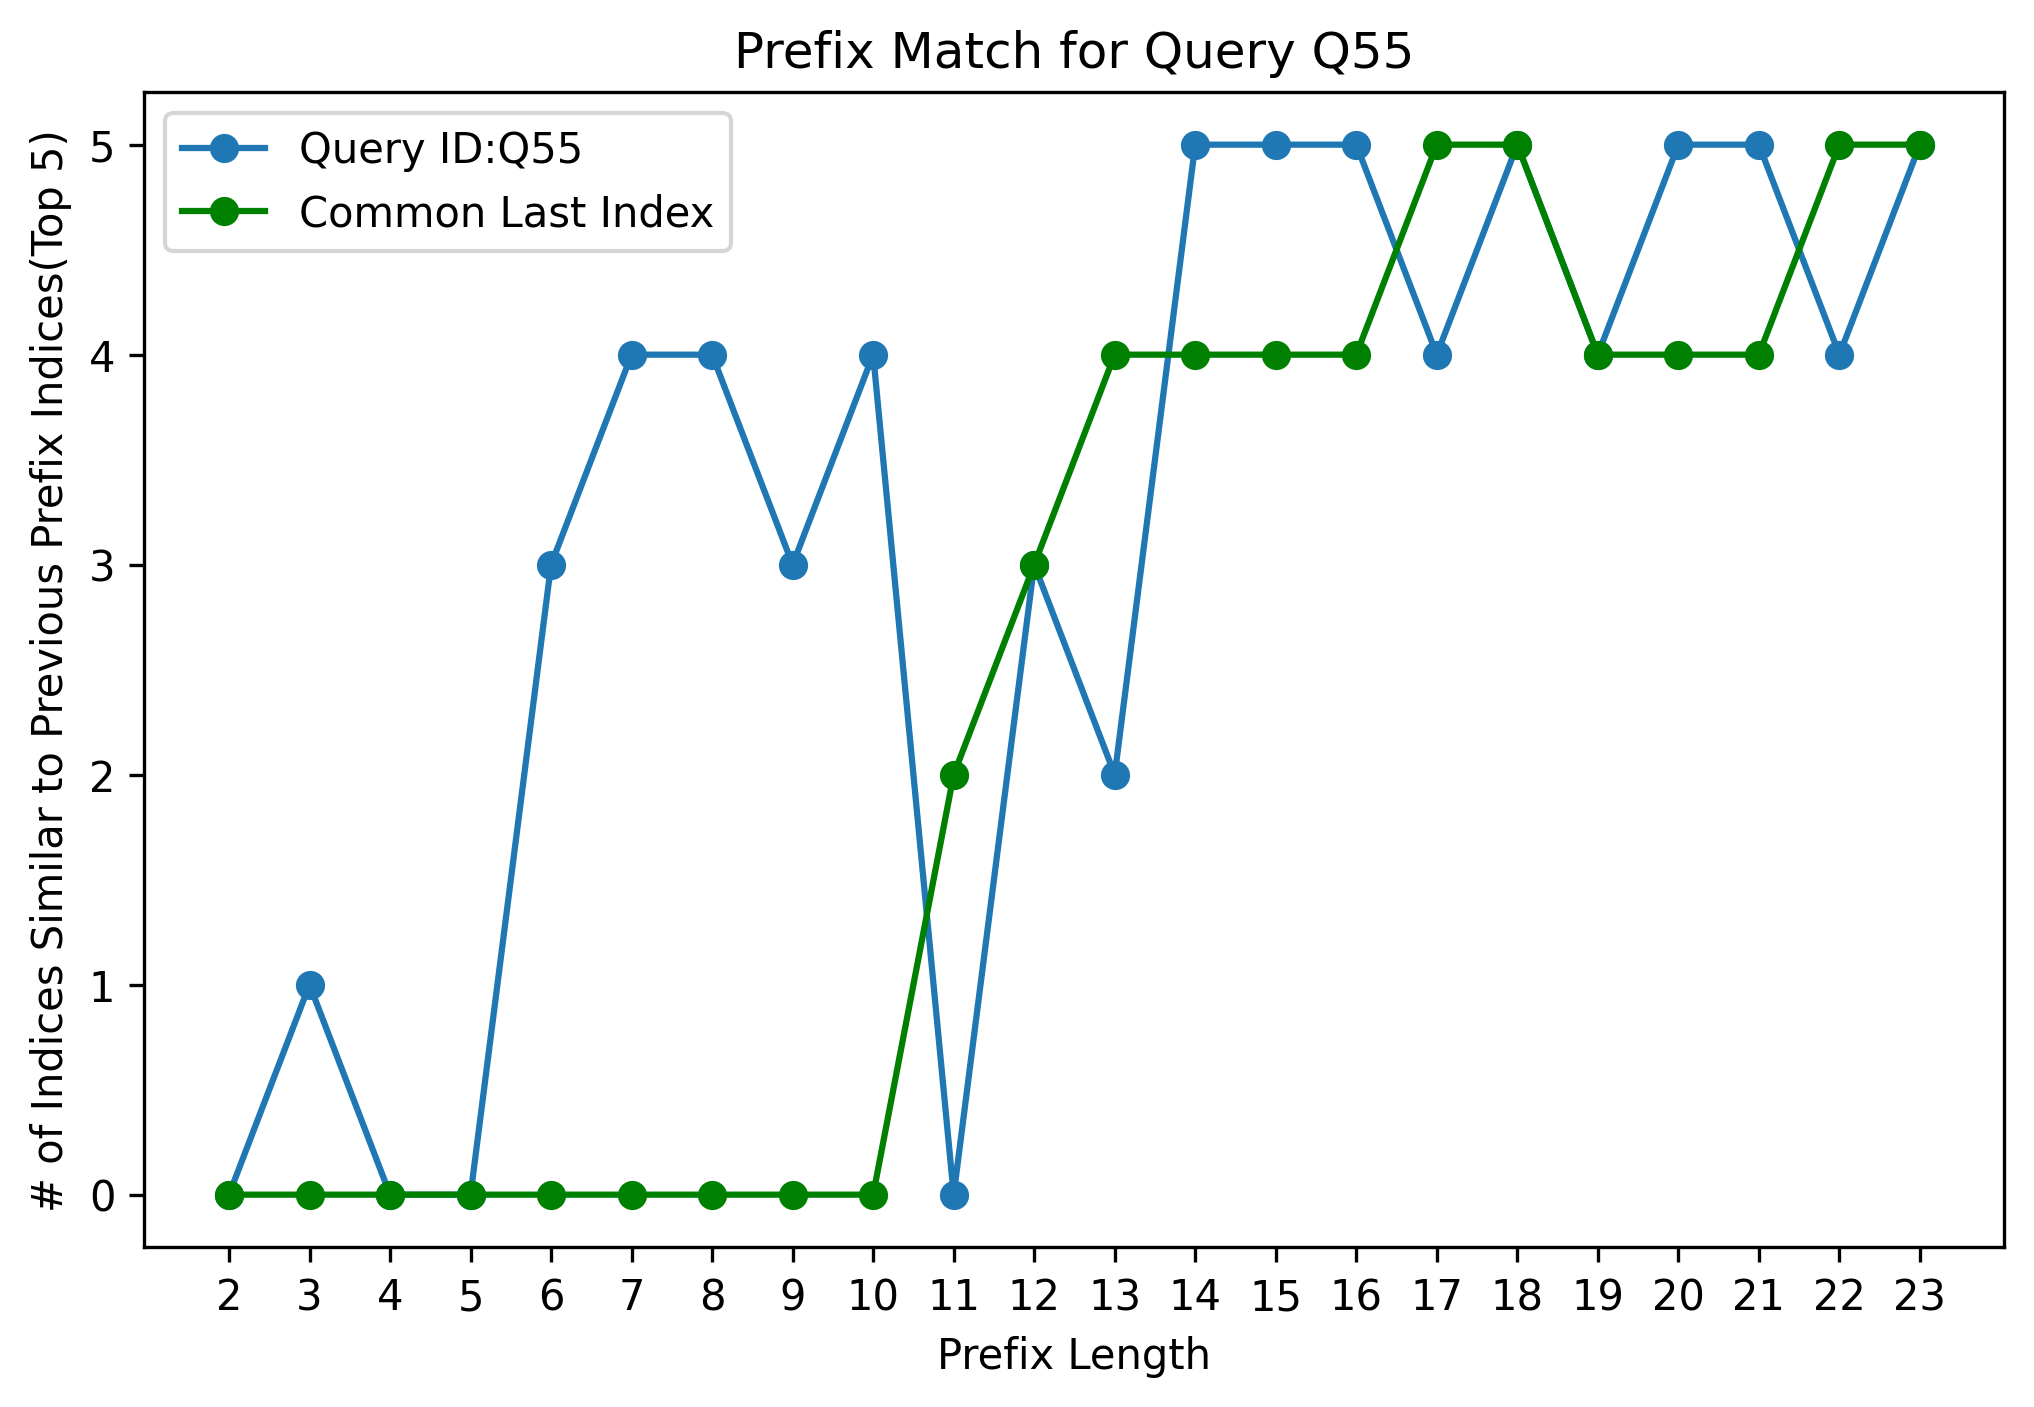 Prefix Match for Query Q55
Query ID:Q55
Common Last Index
# of Indices Similar to Previous Prefix Indices(Top 5)
5
4
3
2
1
0
2 3 4 5 6 7 8 9 10 11 12 13 14 15 16 17 18 19 20 21 22 23
Prefix Length